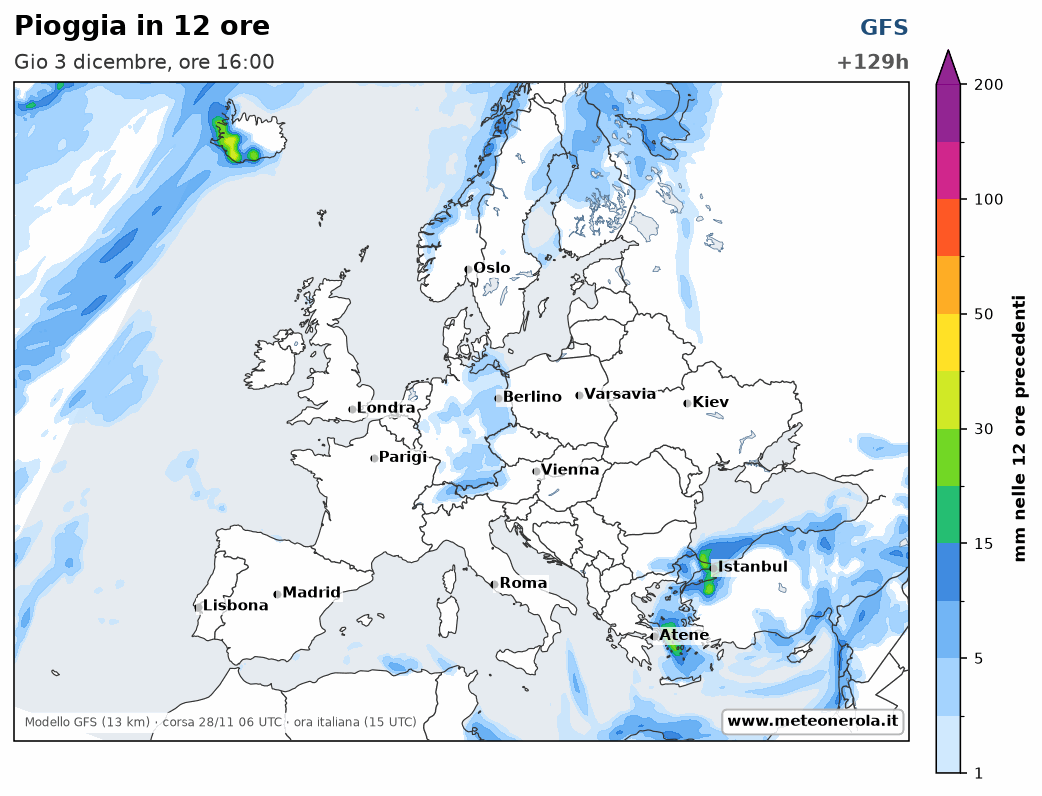 Pioggia in 12 ore
GFS
Gio 3 dicembre, ore 16:00
+129h
200
100
50
30
15
5
1
mm nelle 12 ore precedenti
Oslo
Berlino
Varsavia
Kiev
Londra
Parigi
Vienna
Istanbul
Roma
Madrid
Lisbona
Atene
Modello GFS (13 km) · corsa 28/11 06 UTC · ora italiana (15 UTC)
www.meteonerola.it